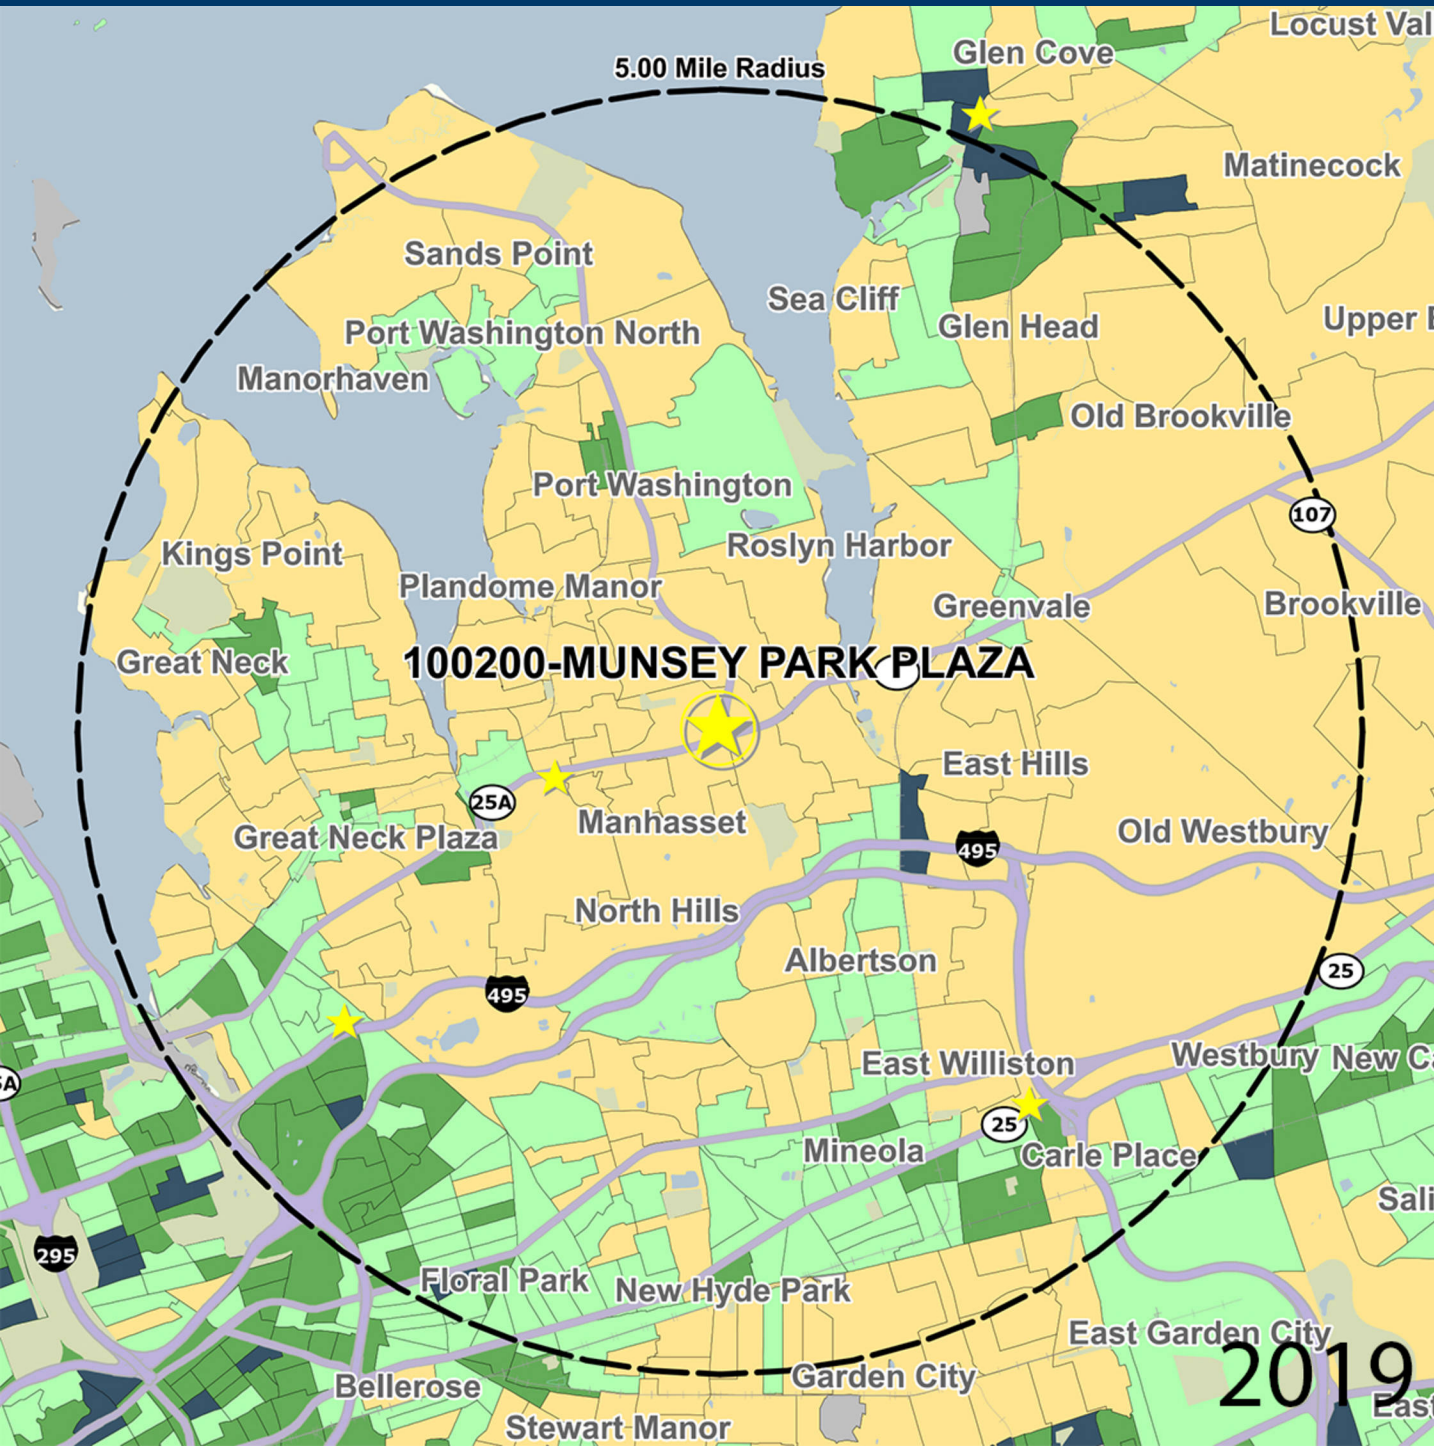 Locust Val
Glen Cove
5.00 Mile Radius
Matinecock
Sands Point
Sea Cliff
Upper
Port Washington North
Glen Head
Manorhaven
Old Brookville
Port Washington
107
Roslyn Harbor
Kings Point
Plandome Manor
Greenvale
Brookville
Great Neck
100200-MUNSEY PARK PLAZA
East Hills
25A
Manhasset
Great Neck Plaza
Old Westbury
495
North Hills
Albertson
25
495
East Williston
Westbury
New Ca
5A
25
Mineola
Carle Place
Sali
295
Floral Park
New Hyde Park
East Garden City
2019
Garden City
Bellerose
East
Stewart Manor